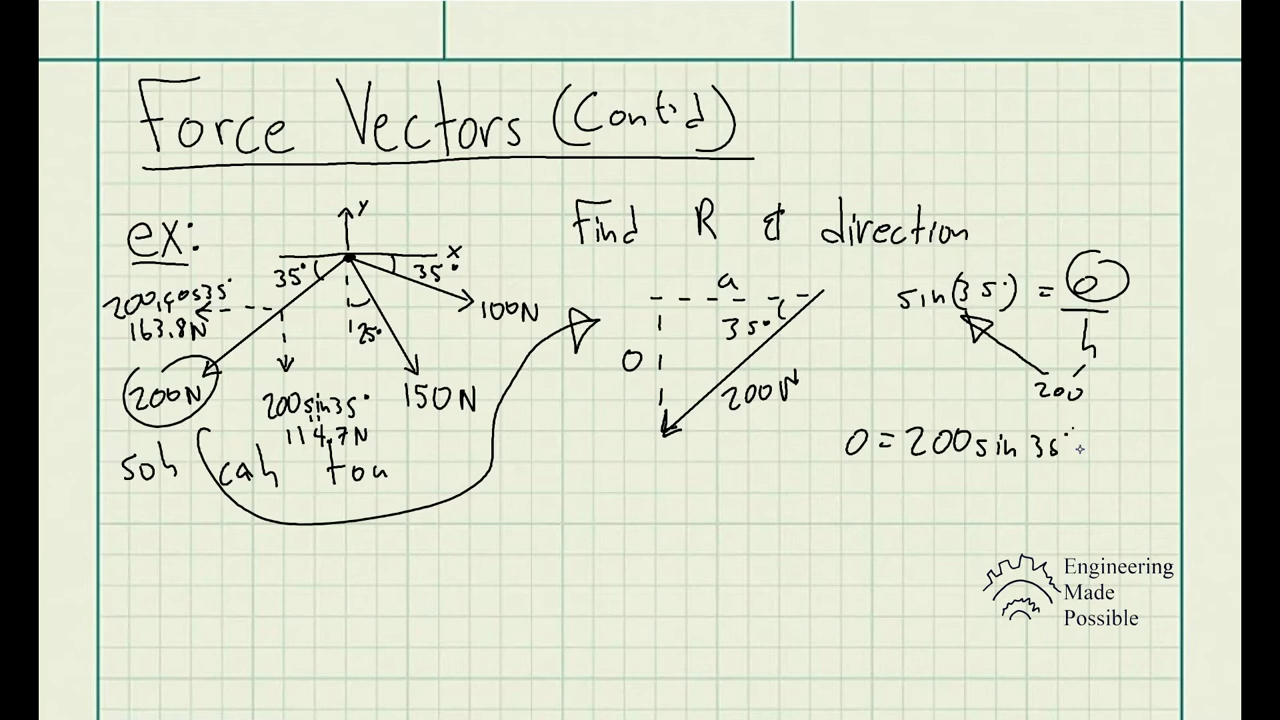 Force Vectors (Cont'd)
ex:
Find R & direction
y
x
35°
35°
25°
200cos35°
163.8N
100N
200N
200sin35°
114.7N
150N
soh cah toa
a
35°
o
200N
sin(35°) = o
h
200
o = 200sin35°
Engineering
Made
Possible